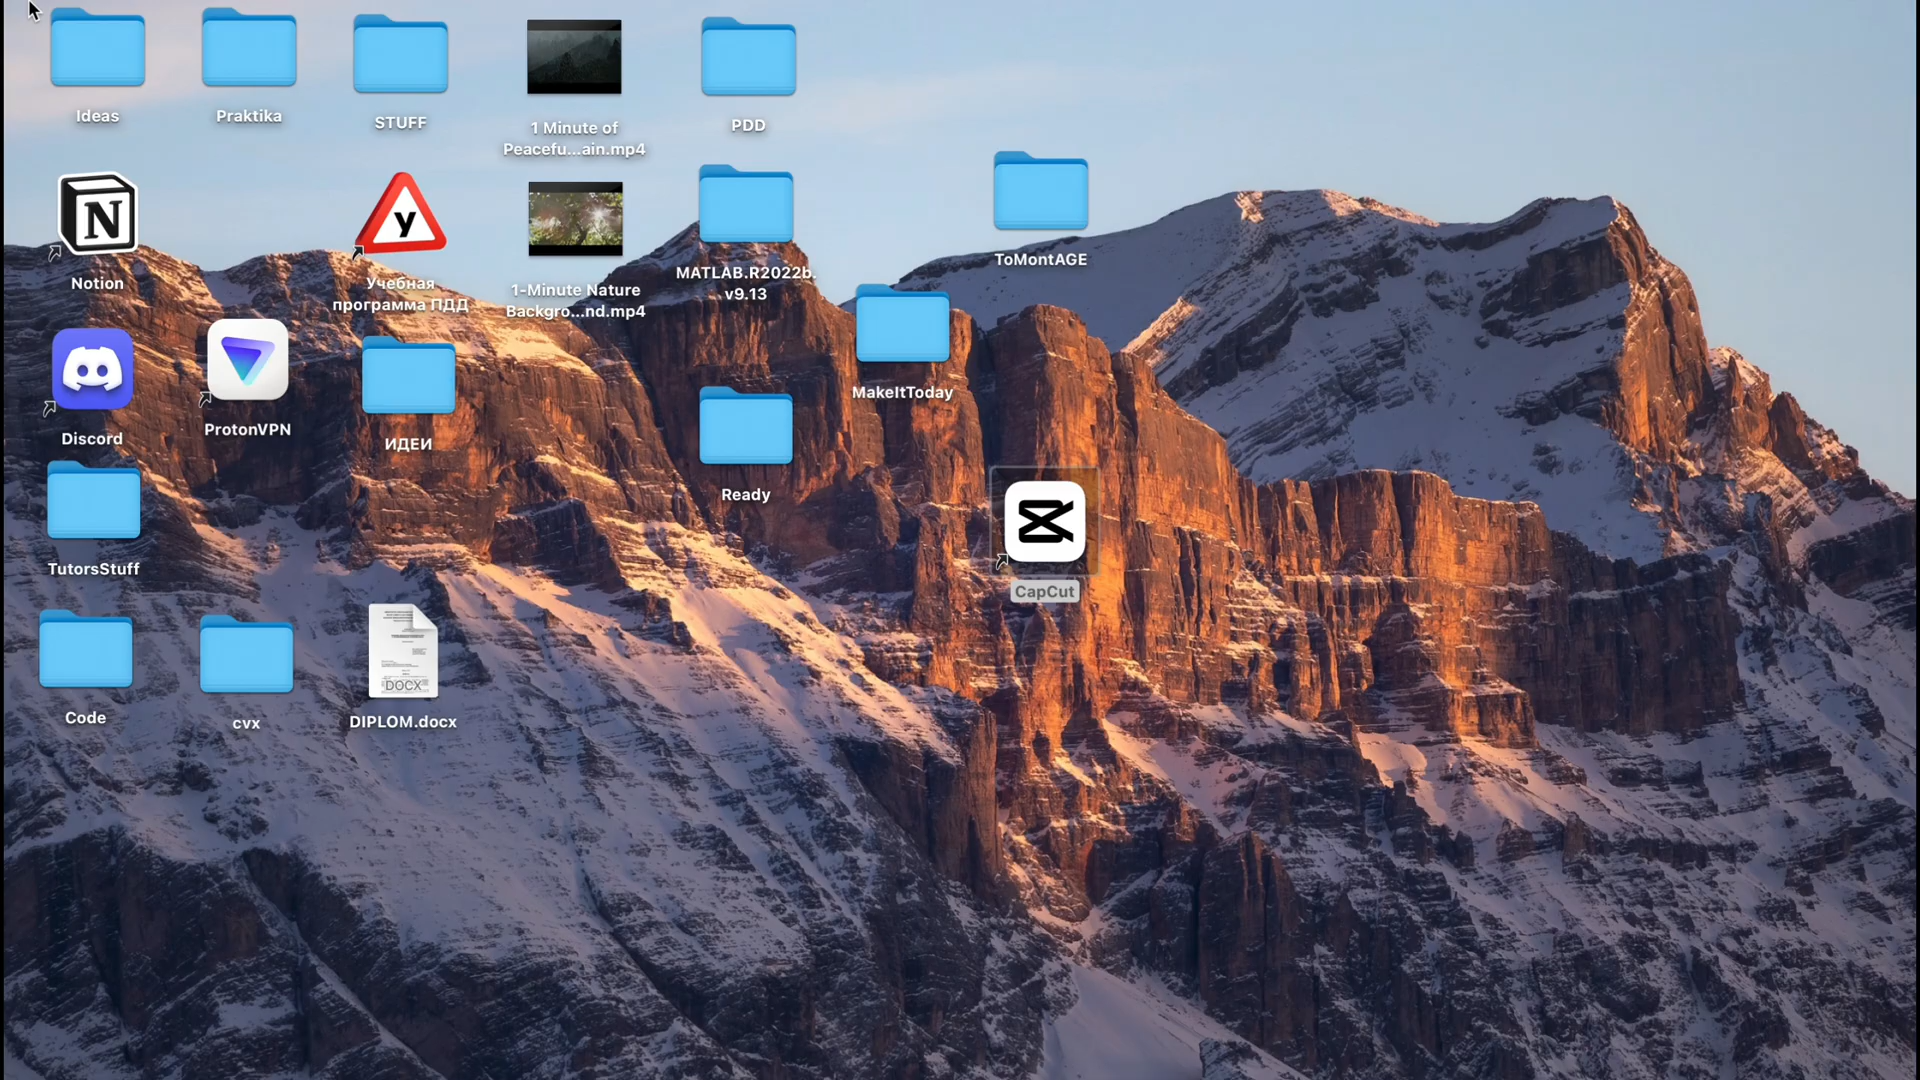 Ideas
Praktika
STUFF
1 Minute of
Peacefu...ain.mp4
PDD
Notion
Учебная
программа ПДД
1-Minute Nature
Backgro...nd.mp4
MATLAB.R2022b.
v9.13
ToMontAGE
MakeItToday
Discord
ProtonVPN
ИДЕИ
Ready
CapCut
TutorsStuff
DOCX
Code
cvx
DIPLOM.docx